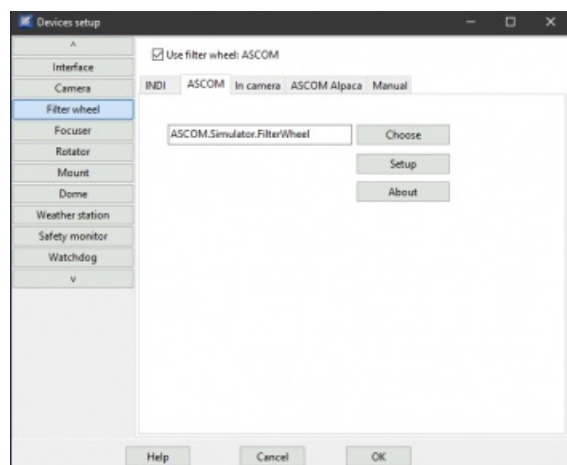 Devices setup
^
Interface
Camera
Filter wheel
Focuser
Rotator
Mount
Dome
Weather station
Safety monitor
Watchdog
v
Use filter wheel: ASCOM
INDI ASCOM In camera ASCOM Alpaca Manual
ASCOM.Simulator.FilterWheel Choose
Setup
About
Help Cancel OK